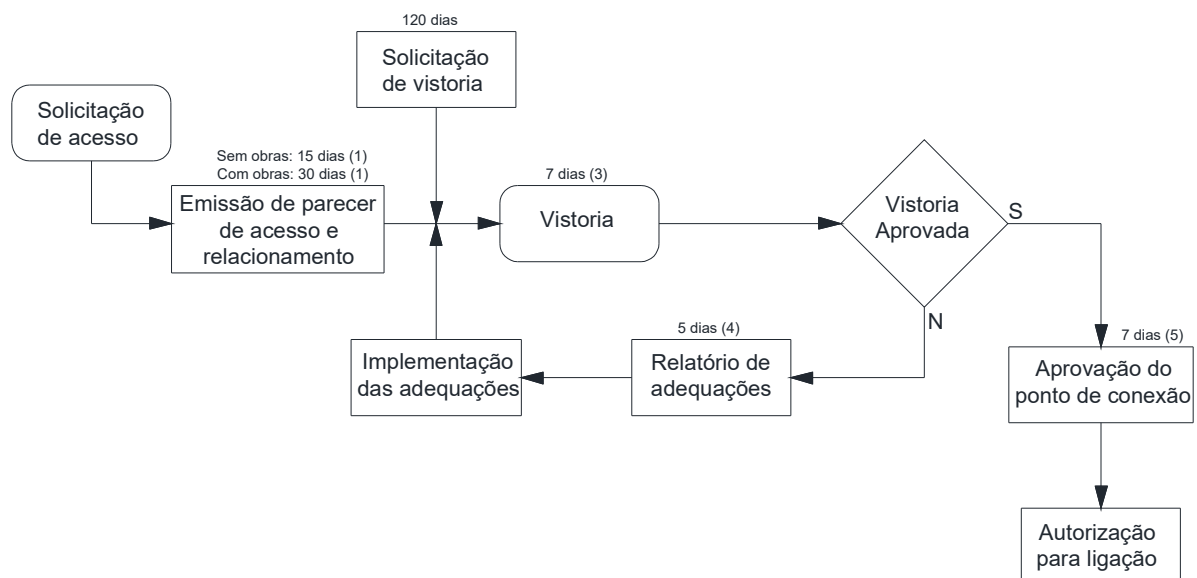 120 dias
Solicitação
de vistoria
Solicitação
de acesso
Sem obras: 15 dias (1)
Com obras: 30 dias (1)
Emissão de parecer
de acesso e
relacionamento
7 dias (3)
Vistoria
Vistoria
Aprovada
S
N
5 dias (4)
Relatório de
adequações
Implementação
das adequações
7 dias (5)
Aprovação do
ponto de conexão
Autorização
para ligação